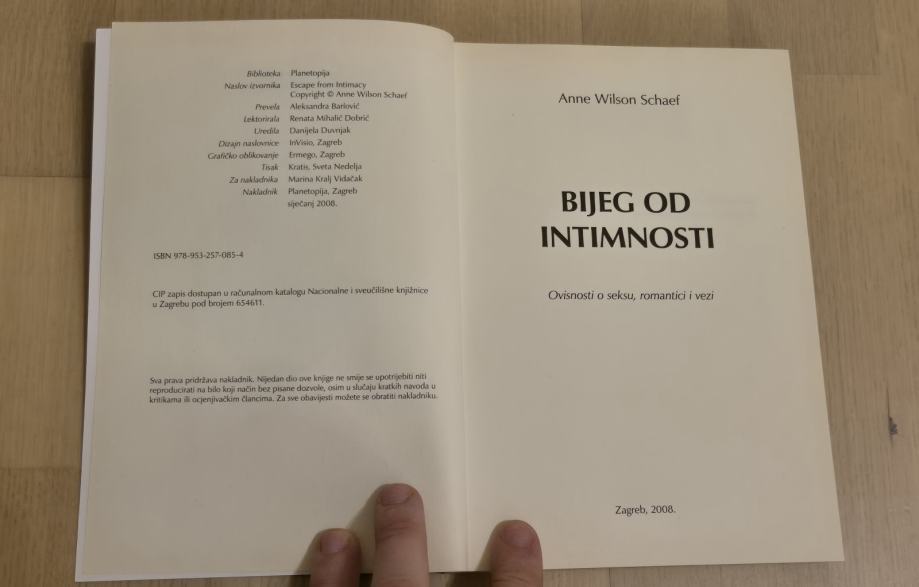 Biblioteka Planetopija
Naslov izvornika Escape from Intimacy
Copyright © Anne Wilson Schaef
Prevela Aleksandra Barlović
Lektorirala Renata Mihalić Dobrić
Uredila Danijela Duvnjak
Dizajn naslovnice InVisio, Zagreb
Grafičko oblikovanje Ermego, Zagreb
Tisak Kratis, Sveta Nedelja
Za nakladnika Marina Kralj Vidačak
Nakladnik Planetopija, Zagreb
siječanj 2008.
ISBN 978-953-257-085-4
CIP zapis dostupan u računalnom katalogu Nacionalne i sveučilišne knjižnice
u Zagrebu pod brojem 654611.
Sva prava pridržava nakladnik. Nijedan dio ove knjige ne smije se upotrijebiti niti
reproducirati na bilo koji način bez pisane dozvole, osim u slučaju kratkih navoda u
kritikama ili ocjenjivačkim člancima. Za sve obavijesti možete se obratiti nakladniku.
Anne Wilson Schaef
BIJEG OD
INTIMNOSTI
Ovisnosti o seksu, romantici i vezi
Zagreb, 2008.